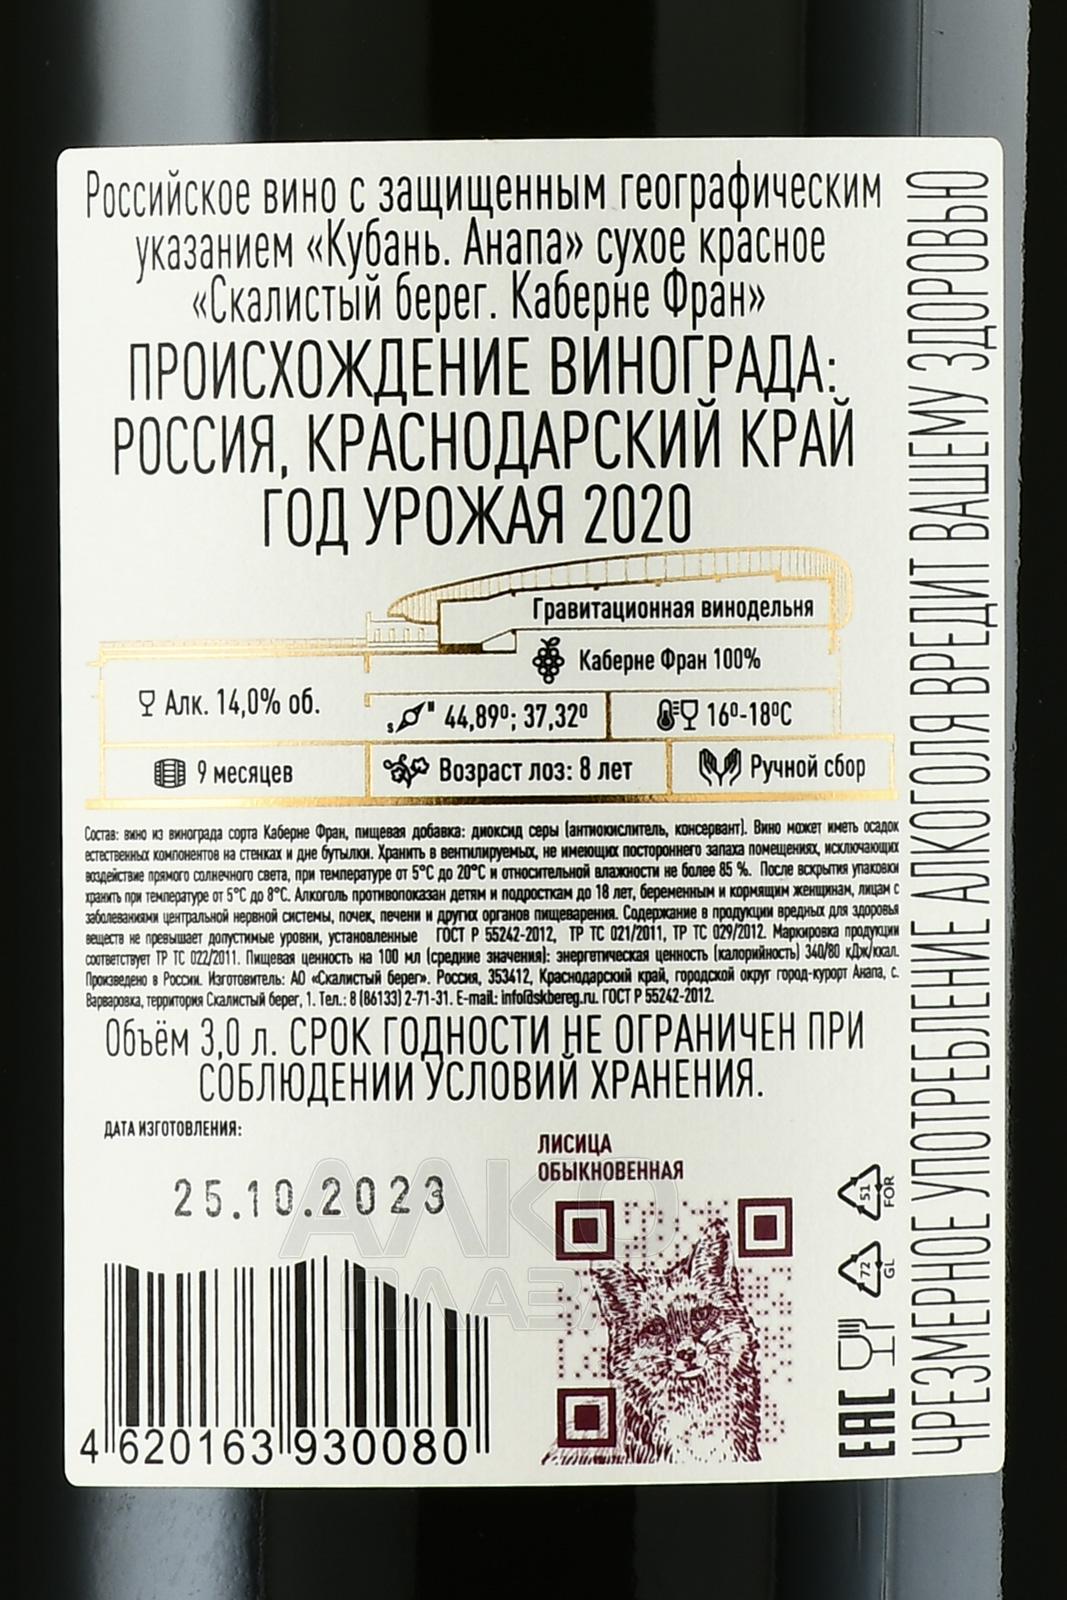 Российское вино с защищенным географическим
указанием «Кубань. Анапа» сухое красное
«Скалистый берег. Каберне Фран»
ПРОИСХОЖДЕНИЕ ВИНОГРАДА:
РОССИЯ, КРАСНОДАРСКИЙ КРАЙ
ГОД УРОЖАЯ 2020
Гравитационная винодельня
Каберне Фран 100%
Алк. 14,0% об.
S N 44,89º; 37,32º
16º-18ºC
9 месяцев
Возраст лоз: 8 лет
Ручной сбор
Состав: вино из винограда сорта Каберне Фран, пищевая добавка: диоксид серы (антиокислитель, консервант). Вино может иметь осадок
естественных компонентов на стенках и дне бутылки. Хранить в вентилируемых, не имеющих постороннего запаха помещениях, исключающих
воздействие прямого солнечного света, при температуре от 5°C до 20°C и относительной влажности не более 85 %. После вскрытия упаковки
хранить при температуре от 5°C до 8°C. Алкоголь противопоказан детям и подросткам до 18 лет, беременным и кормящим женщинам, лицам с
заболеваниями центральной нервной системы, почек, печени и других органов пищеварения. Содержание в продукции вредных для здоровья
веществ не превышает допустимые уровни, установленные ГОСТ Р 55242-2012, ТР ТС 021/2011, ТР ТС 029/2012. Маркировка продукции
соответствует ТР ТС 022/2011. Пищевая ценность на 100 мл (средние значения): энергетическая ценность (калорийность) 340/80 кДж/ккал.
Произведено в России. Изготовитель: АО «Скалистый берег». Россия, 353412, Краснодарский край, городской округ город-курорт Анапа, с.
Варваровка, территория Скалистый берег, 1. Тел.: 8 (86133) 2-71-31. E-mail: info@skbereg.ru. ГОСТ Р 55242-2012.
Объём 3,0 л. СРОК ГОДНОСТИ НЕ ОГРАНИЧЕН ПРИ
СОБЛЮДЕНИИ УСЛОВИЙ ХРАНЕНИЯ.
ДАТА ИЗГОТОВЛЕНИЯ:
25.10.2023
ЛИСИЦА
ОБЫКНОВЕННАЯ
4 620163 930080
АЛКО
ПЛАЗА
51
FOR
72
GL
EAC
ЧРЕЗМЕРНОЕ УПОТРЕБЛЕНИЕ АЛКОГОЛЯ ВРЕДИТ ВАШЕМУ ЗДОРОВЬЮ